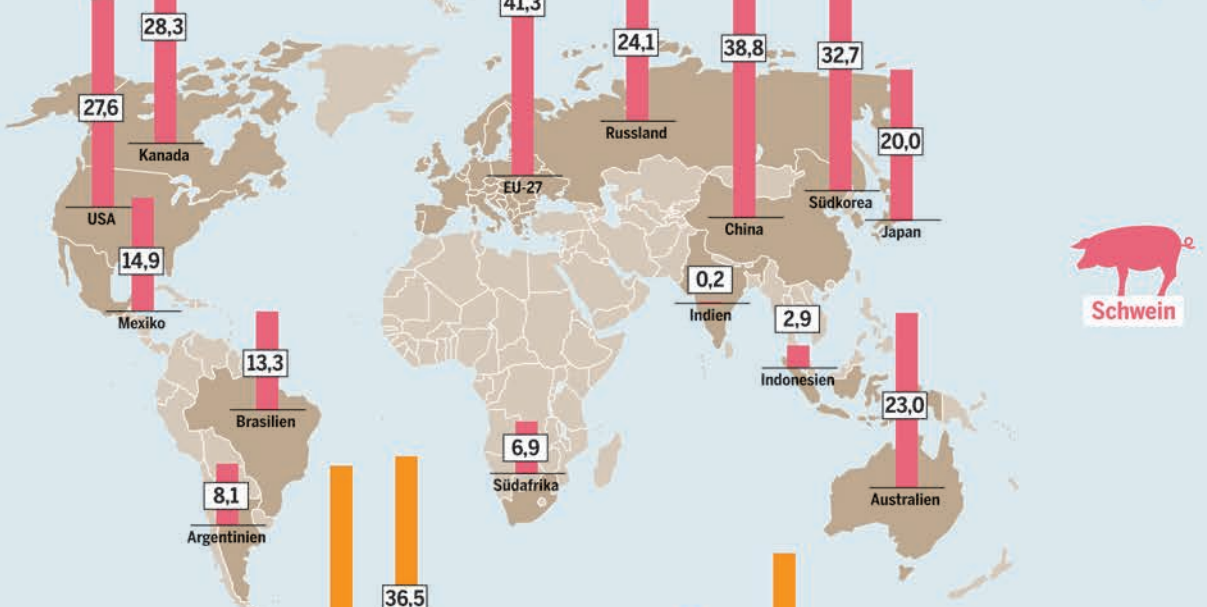 41,3
28,3
24,1
38,8
32,7
27,6
Russland
20,0
Kanada
EU-27
Südkorea
USA
China
Japan
14,9
0,2
Schwein
Indien
Mexiko
2,9
13,3
Indonesien
23,0
Brasilien
6,9
Südafrika
8,1
Australien
Argentinien
36,5